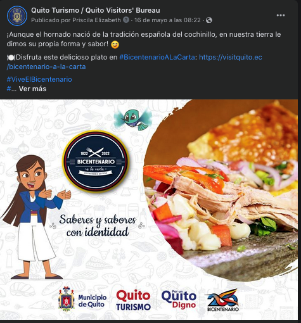 Quito Turismo / Quito Visitors' Bureau
Publicado por Priscila Elizabeth · 16 de mayo a las 08:22 ·
¡Aunque el hornado nació de la tradición española del cochinillo, en nuestra tierra le
dimos su propia forma y sabor! 😉
🍽️¡Disfruta este delicioso plato en #BicentenarioALaCarta: https://visitquito.ec
/bicentenario-a-la-carta
#ViveElBicentenario
#... Ver más
1822 2022
BICENTENARIO
a la carta
Saberes y sabores
con identidad
Municipio
de Quito
Quito
TURISMO
Quito
Digno
BICENTENARIO